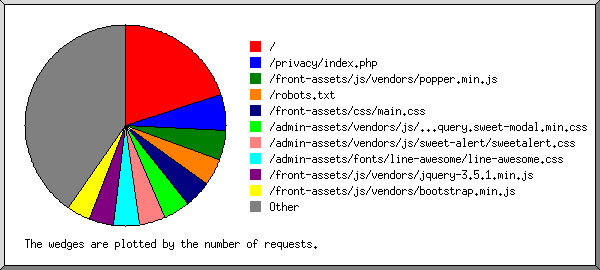 /
/privacy/index.php
/front-assets/js/vendors/popper.min.js
/robots.txt
/front-assets/css/main.css
/admin-assets/vendors/js/...query.sweet-modal.min.css
/admin-assets/vendors/js/sweet-alert/sweetalert.css
/admin-assets/fonts/line-awesome/line-awesome.css
/front-assets/js/vendors/jquery-3.5.1.min.js
/front-assets/js/vendors/bootstrap.min.js
Other
The wedges are plotted by the number of requests.